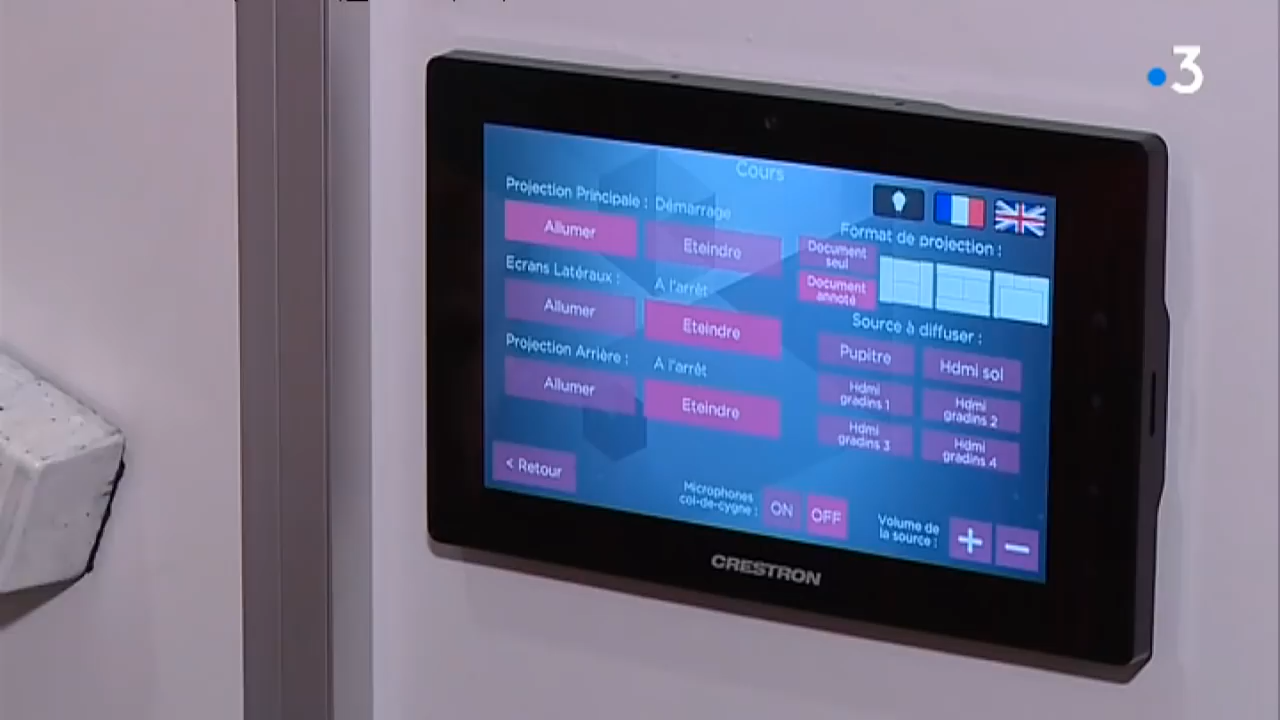 3
Cours
Projection Principale : Démarrage
Allumer
Eteindre
Ecrans Latéraux : A l'arrêt
Allumer
Eteindre
Projection Arrière : A l'arrêt
Allumer
Eteindre
< Retour
Format de projection :
Document
seul
Document
annoté
Source à diffuser :
Pupitre
Hdmi sol
Hdmi
gradins 1
Hdmi
gradins 2
Hdmi
gradins 3
Hdmi
gradins 4
Microphones
col-de-cygne :
ON
OFF
Volume de
la source :
+
-
CRESTRON